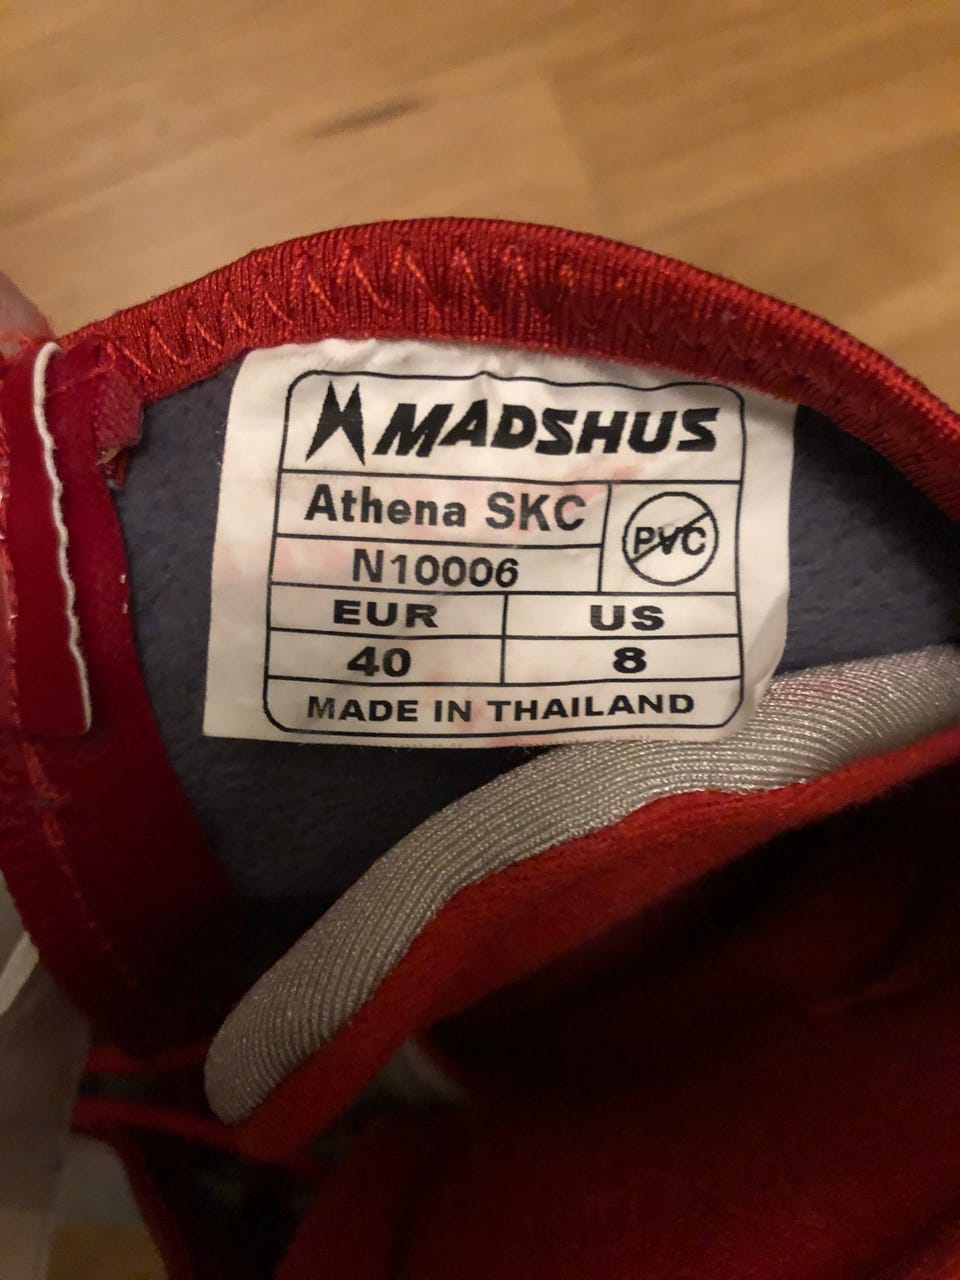 MADSHUS
Athena SKC
PVC
N10006
EUR US
40 8
MADE IN THAILAND